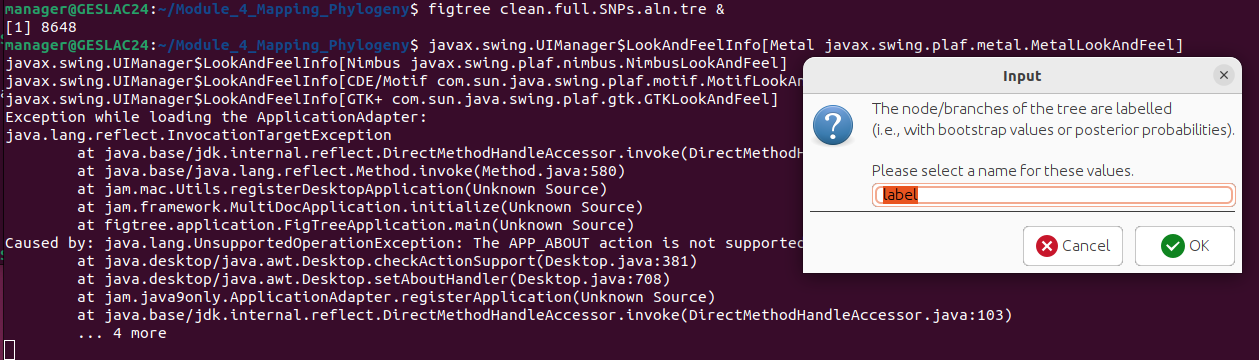 manager@GESLAC24:~/Module_4_Mapping_Phylogeny$ figtree clean.full.SNPs.aln.tre &
[1] 8648
manager@GESLAC24:~/Module_4_Mapping_Phylogeny$ javax.swing.UIManager$LookAndFeelInfo[Metal javax.swing.plaf.metal.MetalLookAndFeel]
javax.swing.UIManager$LookAndFeelInfo[Nimbus javax.swing.plaf.nimbus.NimbusLookAndFeel]
javax.swing.UIManager$LookAndFeelInfo[CDE/Motif com.sun.java.swing.plaf.motif.MotifLookAn
javax.swing.UIManager$LookAndFeelInfo[GTK+ com.sun.java.swing.plaf.gtk.GTKLookAndFeel]
Exception while loading the ApplicationAdapter:
java.lang.reflect.InvocationTargetException
at java.base/jdk.internal.reflect.DirectMethodHandleAccessor.invoke(DirectMethodH
at java.base/java.lang.reflect.Method.invoke(Method.java:580)
at jam.mac.Utils.registerDesktopApplication(Unknown Source)
at jam.framework.MultiDocApplication.initialize(Unknown Source)
at figtree.application.FigTreeApplication.main(Unknown Source)
Caused by: java.lang.UnsupportedOperationException: The APP_ABOUT action is not supported
at java.desktop/java.awt.Desktop.checkActionSupport(Desktop.java:381)
at java.desktop/java.awt.Desktop.setAboutHandler(Desktop.java:708)
at jam.java9only.ApplicationAdapter.registerApplication(Unknown Source)
at java.base/jdk.internal.reflect.DirectMethodHandleAccessor.invoke(DirectMethodHandleAccessor.java:103)
... 4 more
Input
The node/branches of the tree are labelled
(i.e., with bootstrap values or posterior probabilities).
Please select a name for these values.
label
Cancel
OK